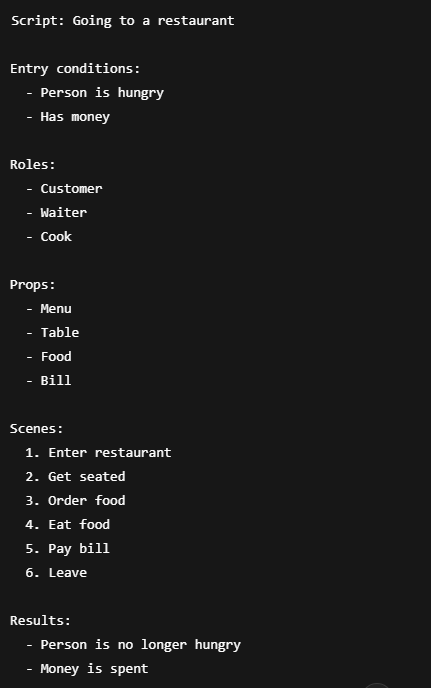 Script: Going to a restaurant
Entry conditions:
- Person is hungry
- Has money
Roles:
- Customer
- Waiter
- Cook
Props:
- Menu
- Table
- Food
- Bill
Scenes:
1. Enter restaurant
2. Get seated
3. Order food
4. Eat food
5. Pay bill
6. Leave
Results:
- Person is no longer hungry
- Money is spent